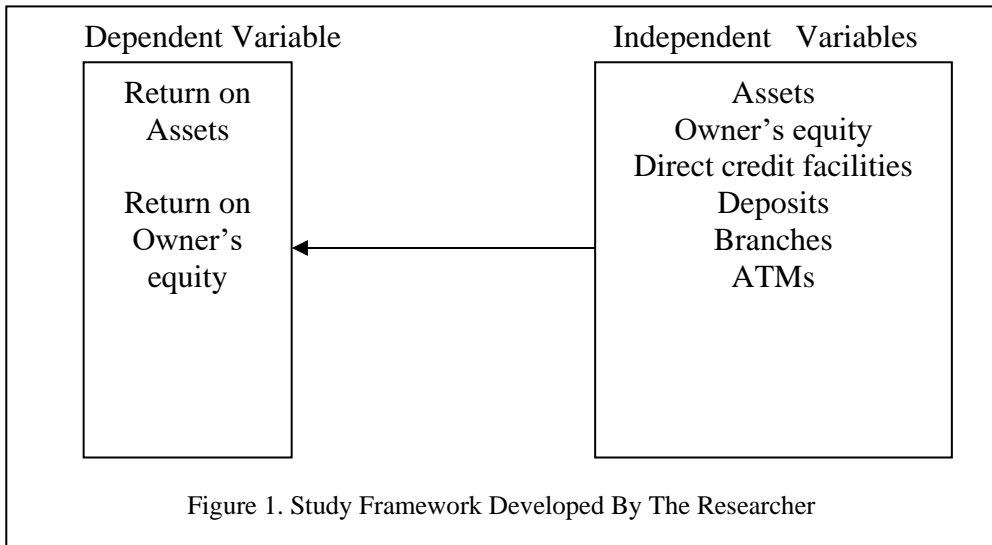 Dependent Variable
Return on
Assets
Return on
Owner's
equity
Independent Variables
Assets
Owner's equity
Direct credit facilities
Deposits
Branches
ATMs
Figure 1. Study Framework Developed By The Researcher